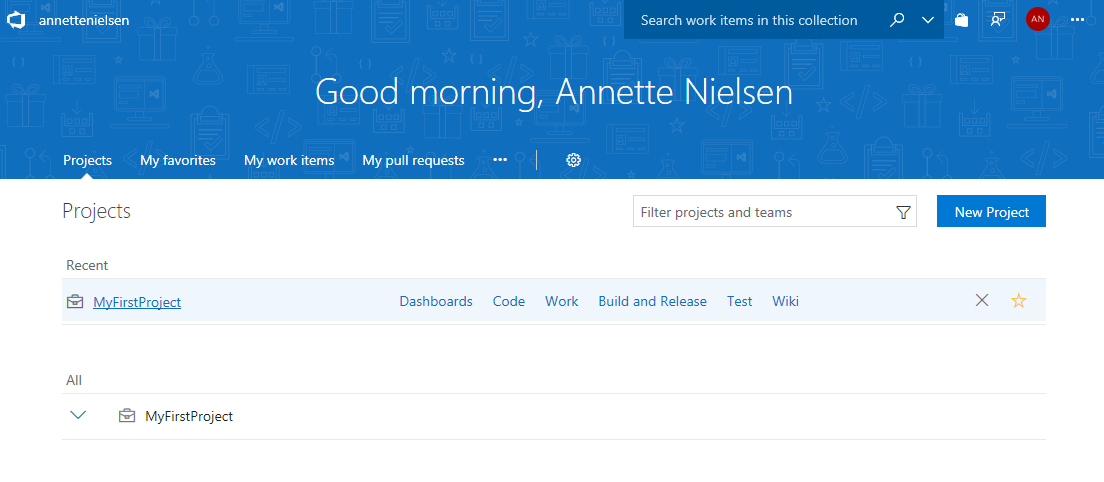 annettenielsen
Search work items in this collection
AN
Good morning, Annette Nielsen
Projects My favorites My work items My pull requests
Projects
Filter projects and teams
New Project
Recent
MyFirstProject Dashboards Code Work Build and Release Test Wiki
All
MyFirstProject